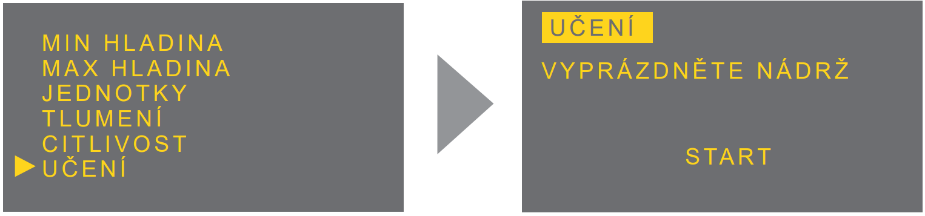 MIN HLADINA
MAX HLADINA
JEDNOTKY
TLUMENÍ
CITLIVOST
UČENÍ
UČENÍ
VYPRÁZDNĚTE NÁDRŽ
START